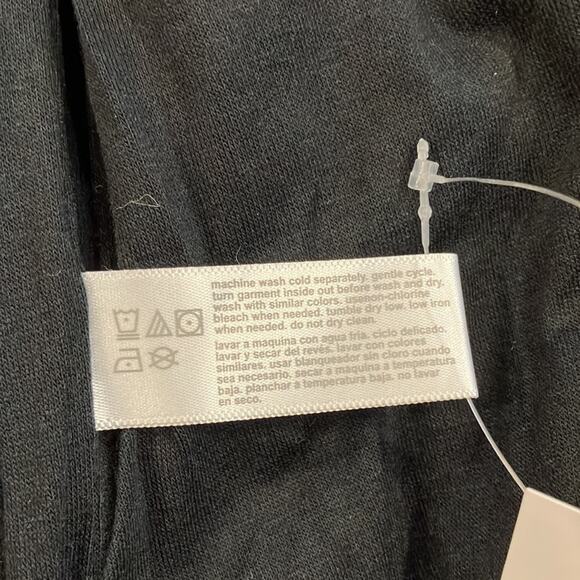 machine wash cold separately. gentle cycle.
turn garment inside out before wash and dry.
wash with similar colors. usenon-chlorine
bleach when needed. tumble dry low. low iron
when needed. do not dry clean.
lavar a maquina con agua fria. ciclo delicado.
lavar y secar del revés. lavar con colores
similares. usar blanqueador sin cloro cuando
sea necesario. secar a maquina a temperatura
baja. planchar a temperatura baja. no lavar
en seco.